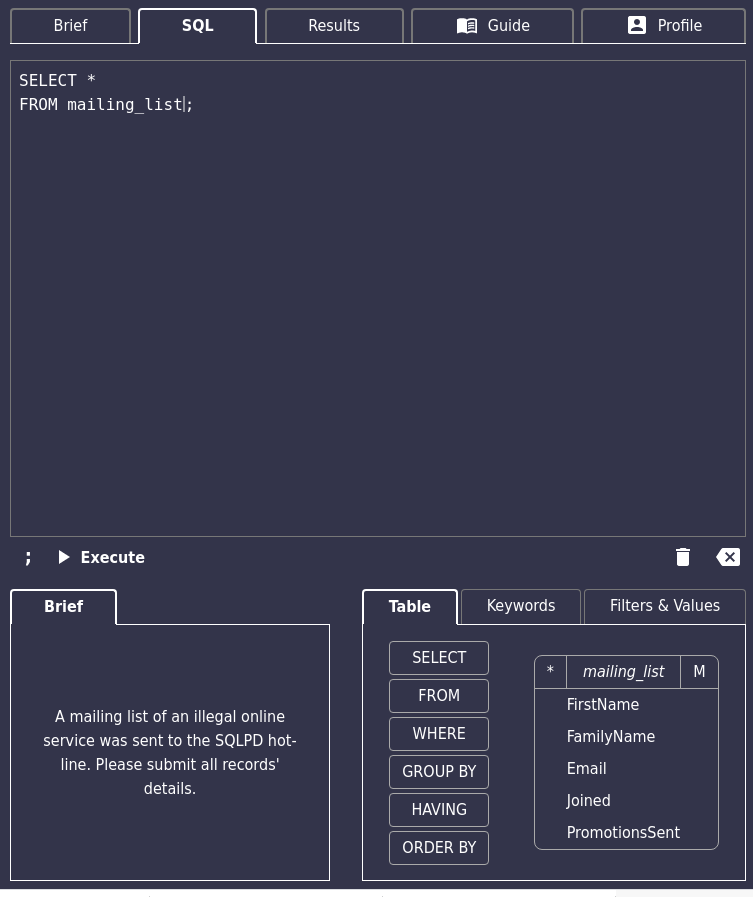 Brief
SQL
Results
Guide
Profile
SELECT *
FROM mailing_list;
;
Execute
Brief
A mailing list of an illegal online
service was sent to the SQLPD hot-
line. Please submit all records'
details.
Table
Keywords
Filters & Values
SELECT
FROM
WHERE
GROUP BY
HAVING
ORDER BY
* mailing_list M
FirstName
FamilyName
Email
Joined
PromotionsSent